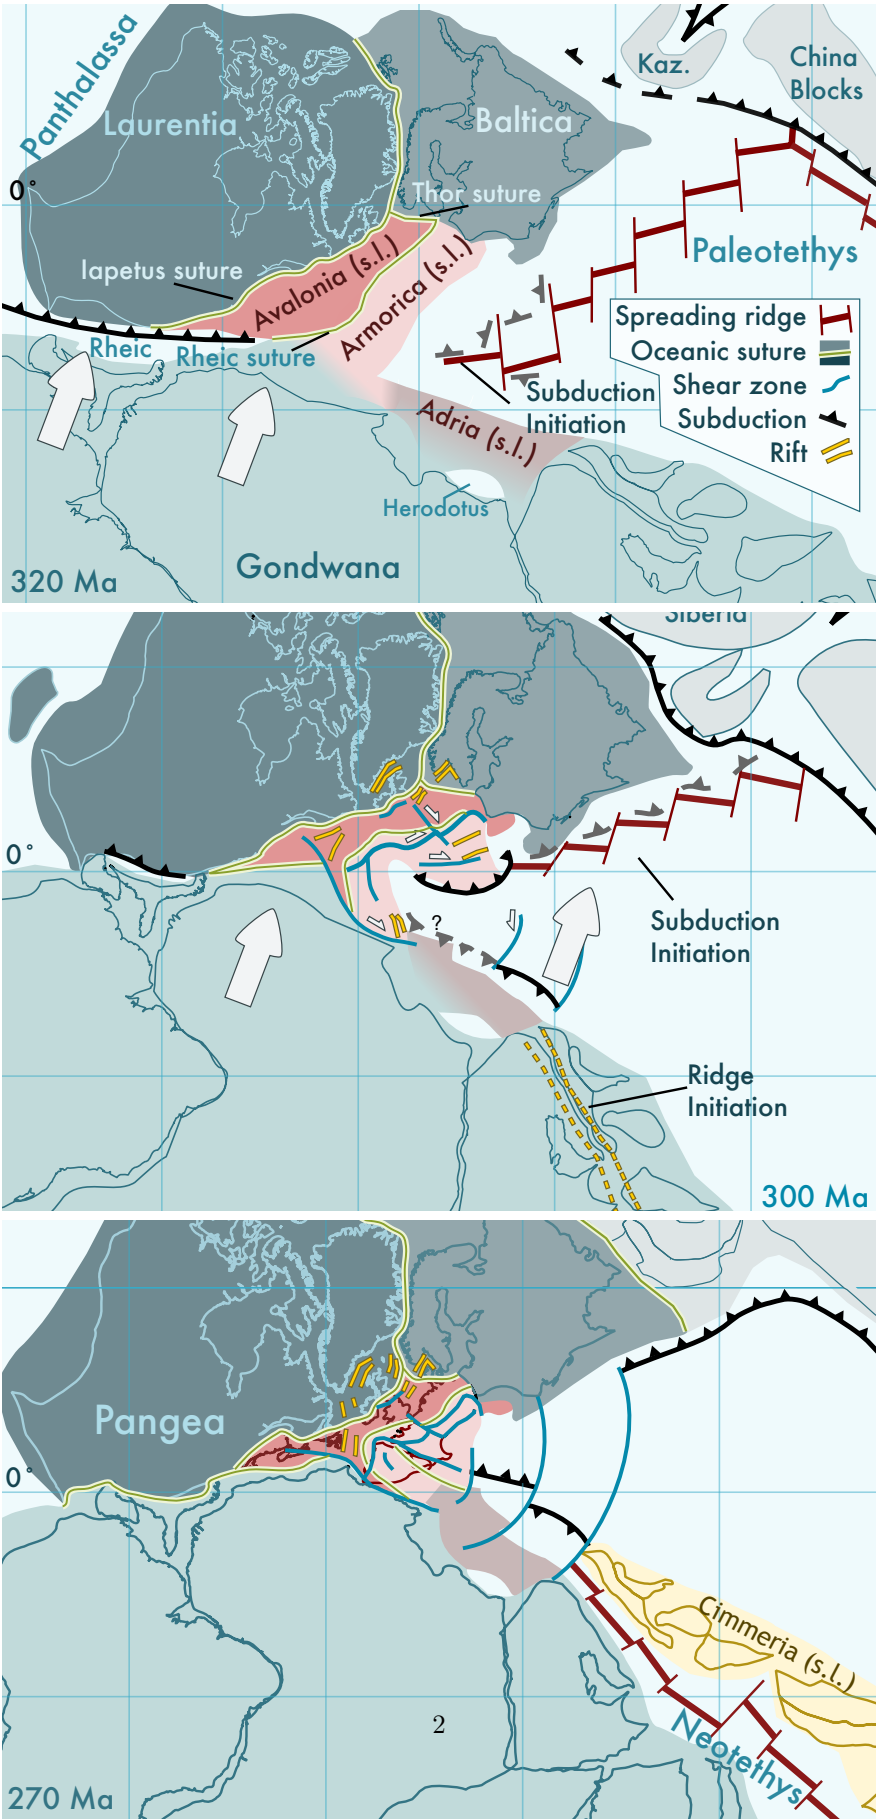 Panthalassa
Laurentia
Baltica
Kaz.
China
Blocks
0°
Thor suture
Paleotethys
Iapetus suture
Avalonia (s.l.)
Armorica (s.l.)
Rheic
Rheic suture
Spreading ridge
Oceanic suture
Shear zone
Subduction
Rift
Subduction
Initiation
Adria (s.l.)
Herodotus
Gondwana
320 Ma
Siberia
0°
?
Subduction
Initiation
Ridge
Initiation
300 Ma
Pangea
0°
Cimmeria (s.l.)
Neotethys
2
270 Ma